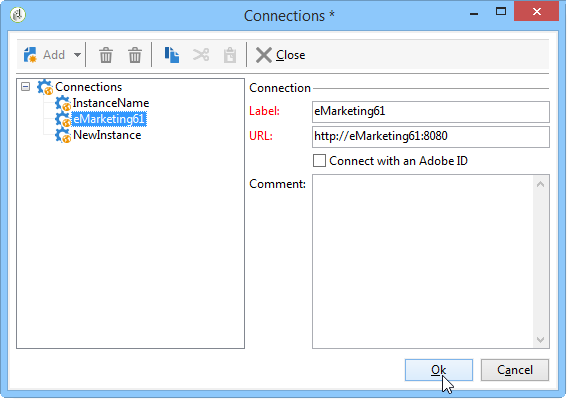 Connections *
Add
Close
Connections
InstanceName
eMarketing61
NewInstance
Connection
Label: eMarketing61
URL: http://eMarketing61:8080
Connect with an Adobe ID
Comment:
Ok
Cancel